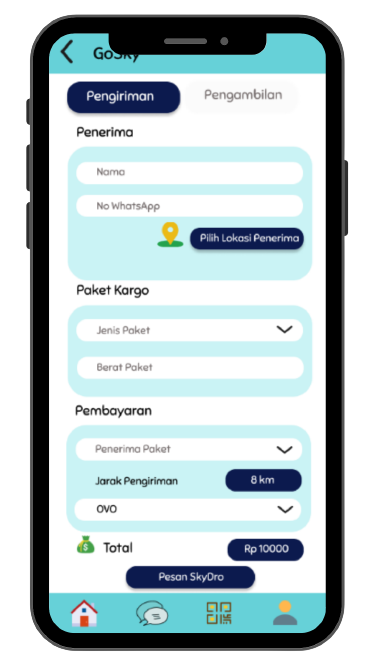 GoSky
Pengiriman
Pengambilan
Penerima
Nama
No WhatsApp
Pilih Lokasi Penerima
Paket Kargo
Jenis Paket
Berat Paket
Pembayaran
Penerima Paket
Jarak Pengiriman
8 km
OVO
Total
Rp 10000
Pesan SkyDro